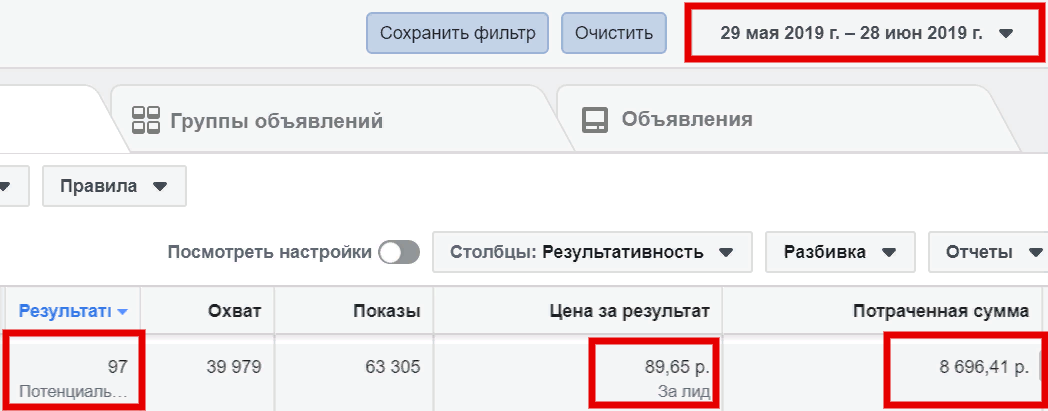 Сохранить фильтр Очистить 29 мая 2019 г. – 28 июн 2019 г.
Группы объявлений Объявления
Правила
Посмотреть настройки Столбцы: Результативность Разбивка Отчеты
Результаты Охват Показы Цена за результат Потраченная сумма
97 39 979 63 305 89,65 р. 8 696,41 р.
Потенциаль... За лид